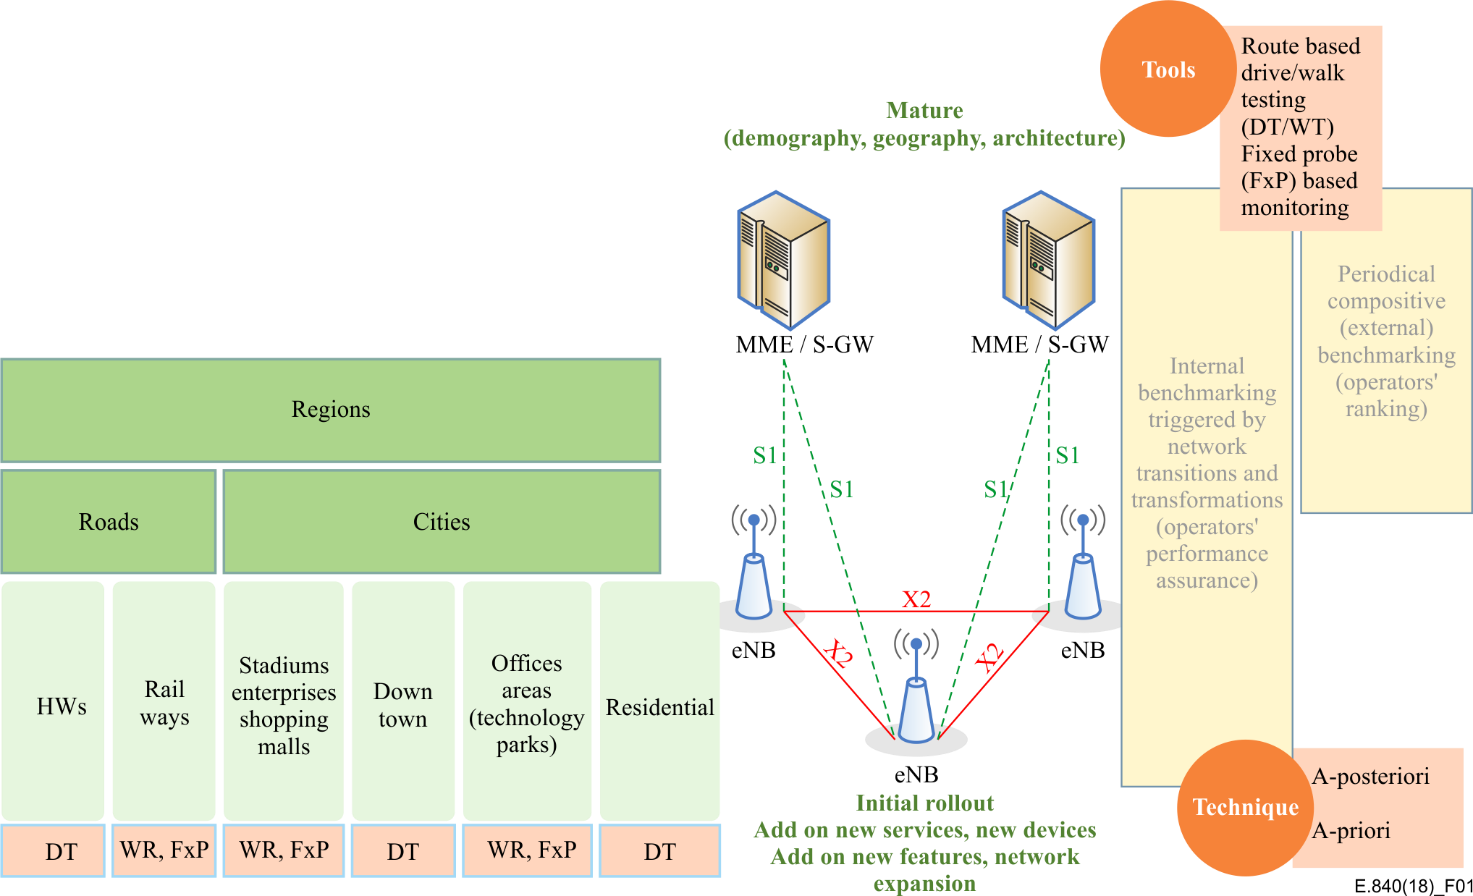 Tools
Route based
drive/walk
testing
(DT/WT)
Fixed probe
(FxP) based
monitoring
Mature
(demography, geography, architecture)
MME / S-GW
MME / S-GW
Periodical
compositive
(external)
benchmarking
(operators'
ranking)
Internal
benchmarking
triggered by
network
transitions and
transformations
(operators'
performance
assurance)
Regions
Roads
Cities
S1
S1
S1
S1
X2
X2
X2
eNB
eNB
eNB
HWs
Rail
ways
Stadiums
enterprises
shopping
malls
Down
town
Offices
areas
(technology
parks)
Residential
DT
WR, FxP
WR, FxP
DT
WR, FxP
DT
Initial rollout
Add on new services, new devices
Add on new features, network
expansion
Technique
A-posteriori
A-priori
E.840(18)_F01